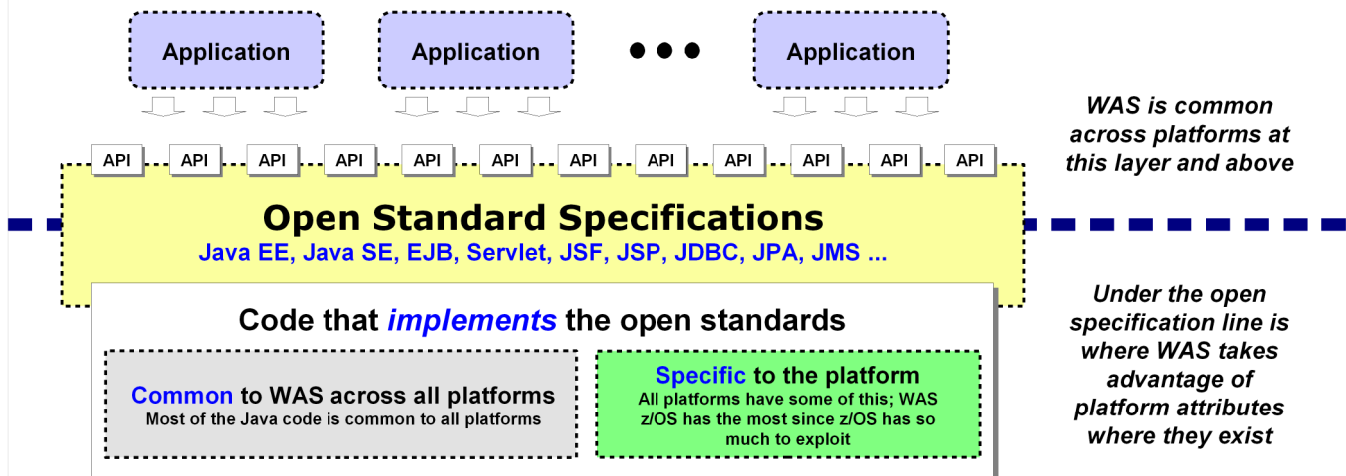 Application
Application
Application
WAS is common
across platforms at
this layer and above
API API API API API API API API API API API API
Open Standard Specifications
Java EE, Java SE, EJB, Servlet, JSF, JSP, JDBC, JPA, JMS ...
Code that implements the open standards
Common to WAS across all platforms
Most of the Java code is common to all platforms
Specific to the platform
All platforms have some of this; WAS
z/OS has the most since z/OS has so
much to exploit
Under the open
specification line is
where WAS takes
advantage of
platform attributes
where they exist